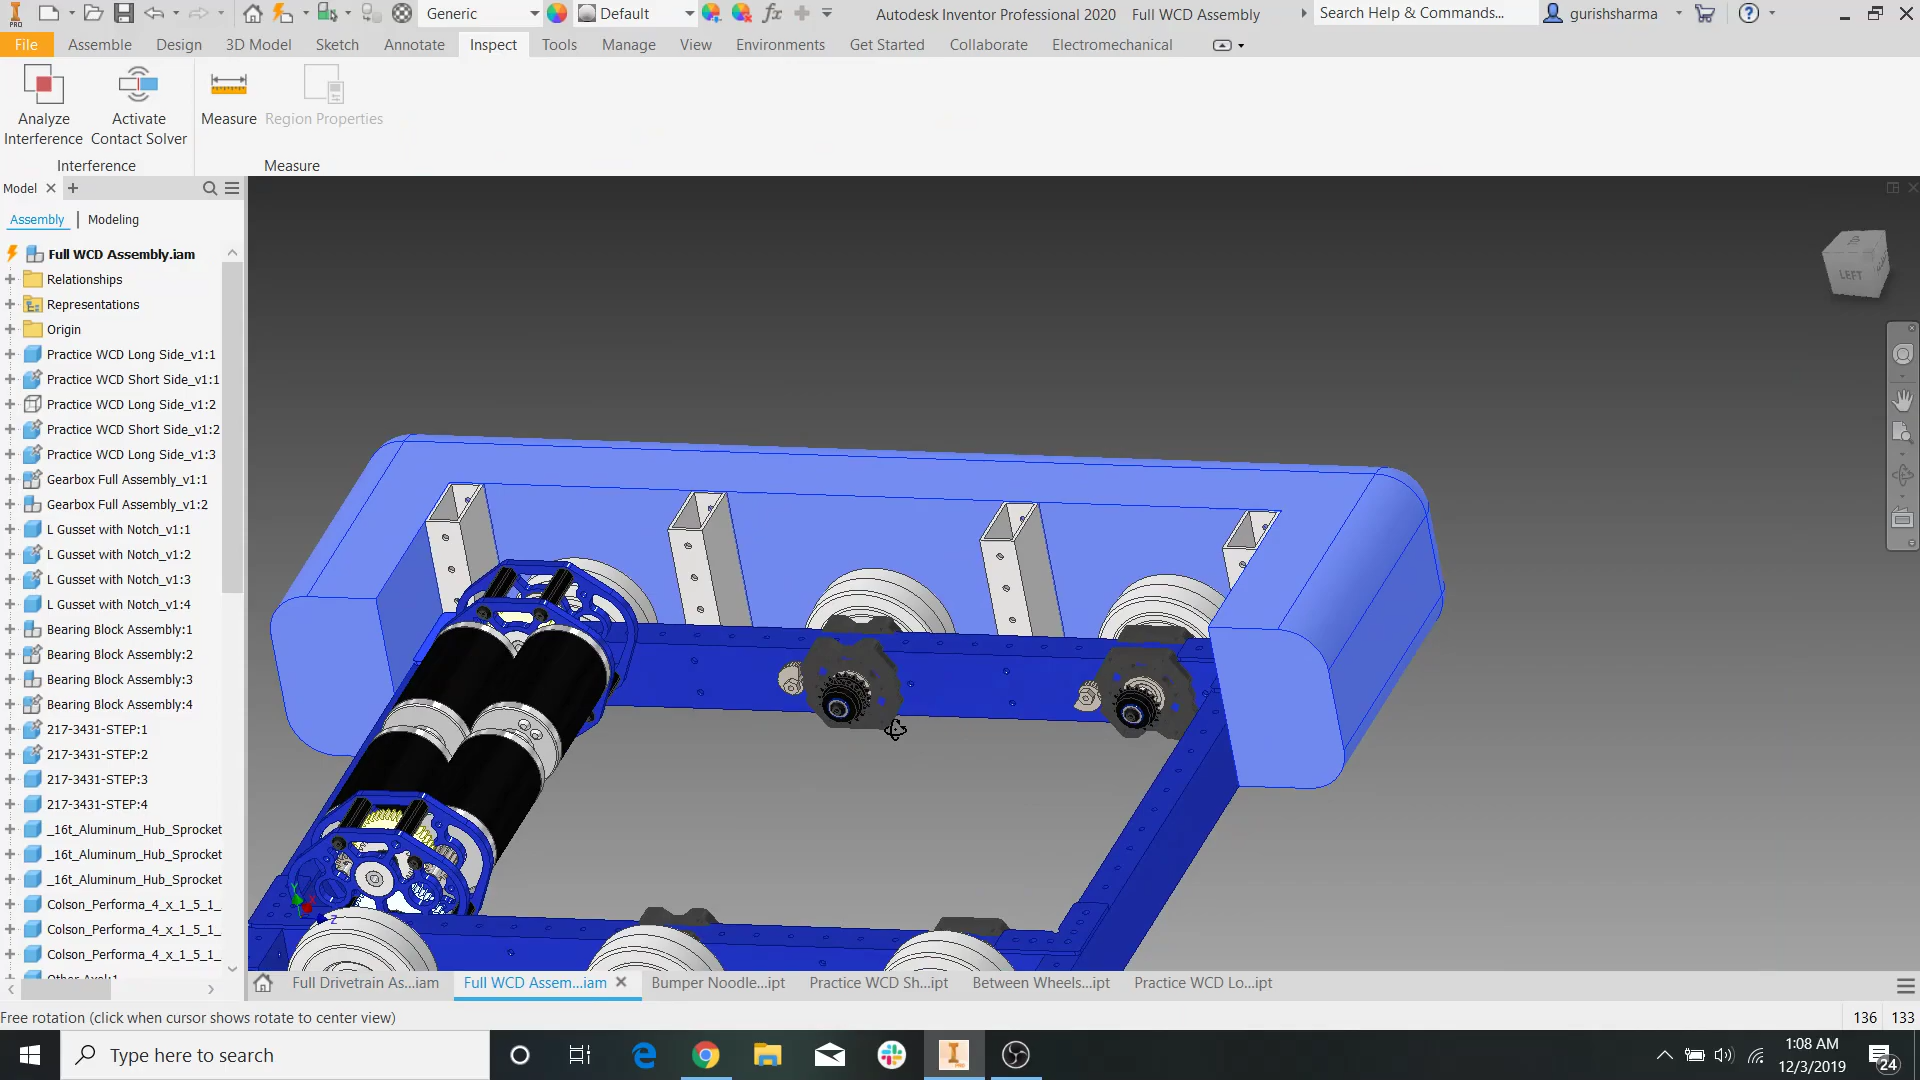 PRO
Generic
Default
Autodesk Inventor Professional 2020 Full WCD Assembly
Search Help & Commands...
gurishsharma
File Assemble Design 3D Model Sketch Annotate Inspect Tools Manage View Environments Get Started Collaborate Electromechanical
Analyze Interference
Activate Contact Solver
Measure
Region Properties
Interference
Measure
Model
Assembly | Modeling
Full WCD Assembly.iam
Relationships
Representations
Origin
Practice WCD Long Side_v1:1
Practice WCD Short Side_v1:1
Practice WCD Long Side_v1:2
Practice WCD Short Side_v1:2
Practice WCD Long Side_v1:3
Gearbox Full Assembly_v1:1
Gearbox Full Assembly_v1:2
L Gusset with Notch_v1:1
L Gusset with Notch_v1:2
L Gusset with Notch_v1:3
L Gusset with Notch_v1:4
Bearing Block Assembly:1
Bearing Block Assembly:2
Bearing Block Assembly:3
Bearing Block Assembly:4
217-3431-STEP:1
217-3431-STEP:2
217-3431-STEP:3
217-3431-STEP:4
_16t_Aluminum_Hub_Sprocket
_16t_Aluminum_Hub_Sprocket
_16t_Aluminum_Hub_Sprocket
Colson_Performa_4_x_1_5_1_
Colson_Performa_4_x_1_5_1_
Colson_Performa_4_x_1_5_1_
LEFT
Z
Full Drivetrain As...iam
Full WCD Assem...iam
Bumper Noodle...ipt
Practice WCD Sh...ipt
Between Wheels...ipt
Practice WCD Lo...ipt
Free rotation (click when cursor shows rotate to center view)
136 133
Type here to search
1:08 AM
12/3/2019
24